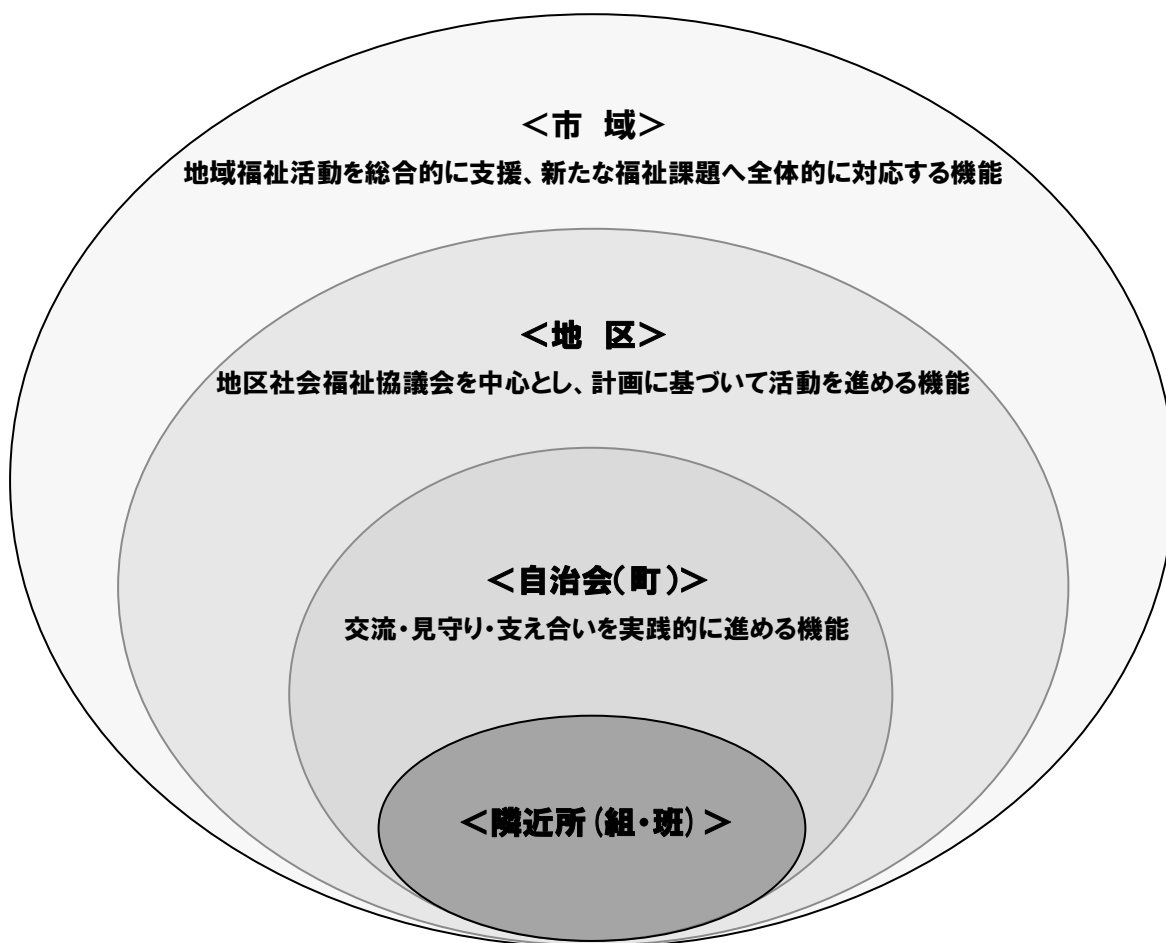 ＜市　域＞
地域福祉活動を総合的に支援、新たな福祉課題へ全体的に対応する機能
＜地　区＞
地区社会福祉協議会を中心とし、計画に基づいて活動を進める機能
＜自治会（町）＞
交流・見守り・支え合いを実践的に進める機能
＜隣近所（組・班）＞